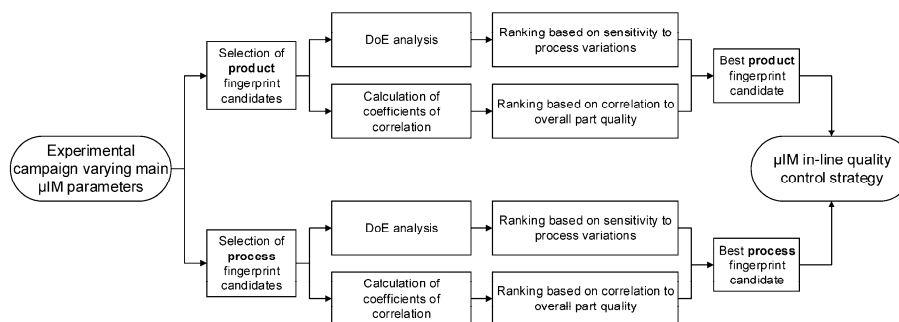 Selection of
product
fingerprint
candidates
DoE analysis
Ranking based on sensitivity to
process variations
Calculation of
coefficients of
correlation
Ranking based on correlation to
overall part quality
Best product
fingerprint
candidate
Experimental
campaign varying main
µIM parameters
µIM in-line quality
control strategy
Selection of
process
fingerprint
candidates
DoE analysis
Ranking based on sensitivity to
process variations
Calculation of
coefficients of
correlation
Ranking based on correlation to
overall part quality
Best process
fingerprint
candidate